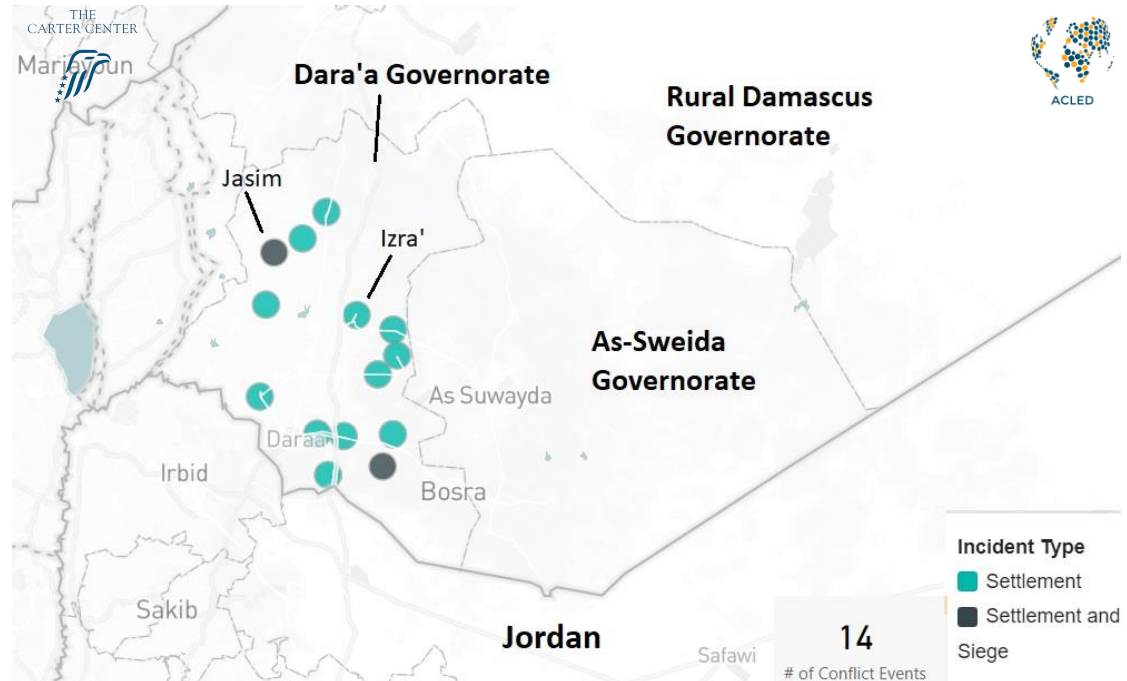 THE
CARTER CENTER
Marjayoun
ACLED
Dara'a Governorate
Rural Damascus
Governorate
Jasim
Izra'
As-Sweida
Governorate
As Suwayda
Daraa
Irbid
Bosra
Sakib
Jordan
Safawi
14
# of Conflict Events
Incident Type
Settlement
Settlement and
Siege